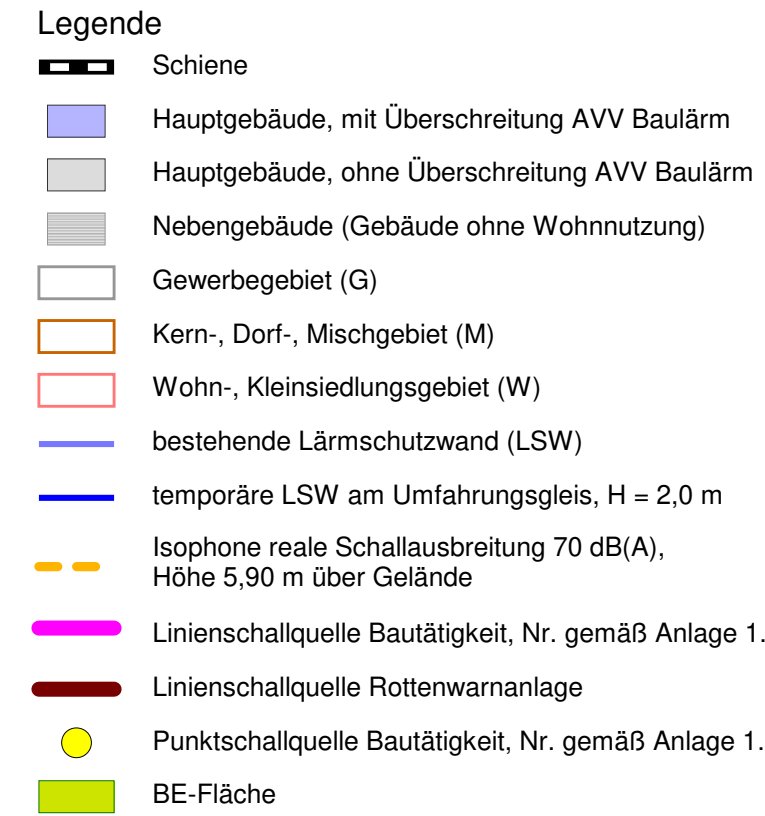 Legende
Schiene
Hauptgebäude, mit Überschreitung AVV Baulärm
Hauptgebäude, ohne Überschreitung AVV Baulärm
Nebengebäude (Gebäude ohne Wohnnutzung)
Gewerbegebiet (G)
Kern-, Dorf-, Mischgebiet (M)
Wohn-, Kleinsiedlungsgebiet (W)
bestehende Lärmschutzwand (LSW)
temporäre LSW am Umfahrungsgleis, H = 2,0 m
Isophone reale Schallausbreitung 70 dB(A),
Höhe 5,90 m über Gelände
Linienschallquelle Bautätigkeit, Nr. gemäß Anlage 1.
Linienschallquelle Rottenwarnanlage
Punktschallquelle Bautätigkeit, Nr. gemäß Anlage 1.
BE-Fläche